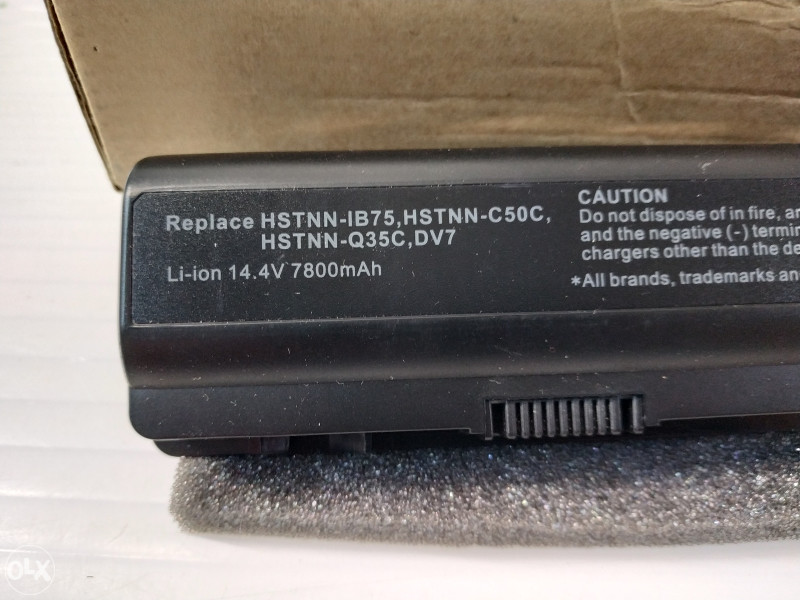 Replace HSTNN-IB75,HSTNN-C50C,
HSTNN-Q35C,DV7
Li-ion 14.4V 7800mAh
CAUTION
Do not dispose of in fire,
and the negative (-)
chargers other than the
*All brands, trademarks
OLX